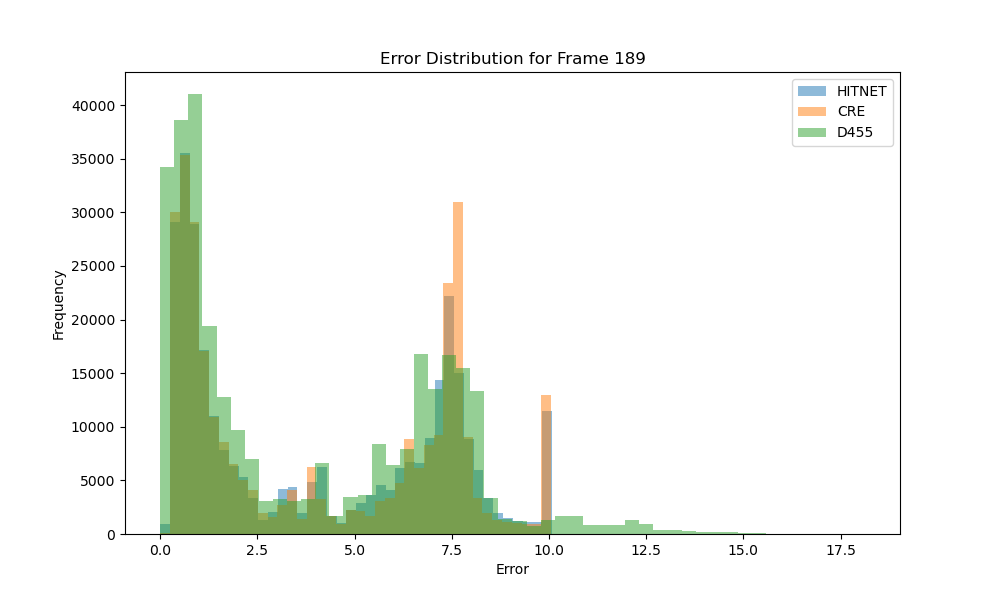 Error Distribution for Frame 189
HITNET
CRE
D455
Frequency
40000
35000
30000
25000
20000
15000
10000
5000
0
0.0 2.5 5.0 7.5 10.0 12.5 15.0 17.5
Error